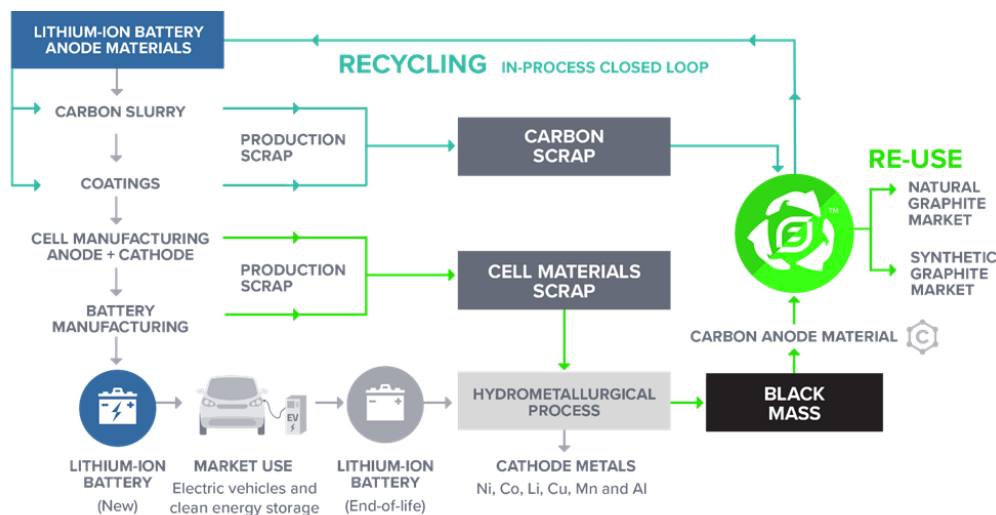 LITHIUM-ION BATTERY
ANODE MATERIALS
RECYCLING IN-PROCESS CLOSED LOOP
CARBON SLURRY
PRODUCTION
SCRAP
CARBON
SCRAP
COATINGS
RE-USE
NATURAL
GRAPHITE
MARKET
TM
SYNTHETIC
GRAPHITE
MARKET
CELL MANUFACTURING
ANODE + CATHODE
PRODUCTION
SCRAP
CELL MATERIALS
SCRAP
BATTERY
MANUFACTURING
CARBON ANODE MATERIAL
C
EV
HYDROMETALLURGICAL
PROCESS
BLACK
MASS
LITHIUM-ION
BATTERY
(New)
MARKET USE
Electric vehicles and
clean energy storage
LITHIUM-ION
BATTERY
(End-of-life)
CATHODE METALS
Ni, Co, Li, Cu, Mn and Al